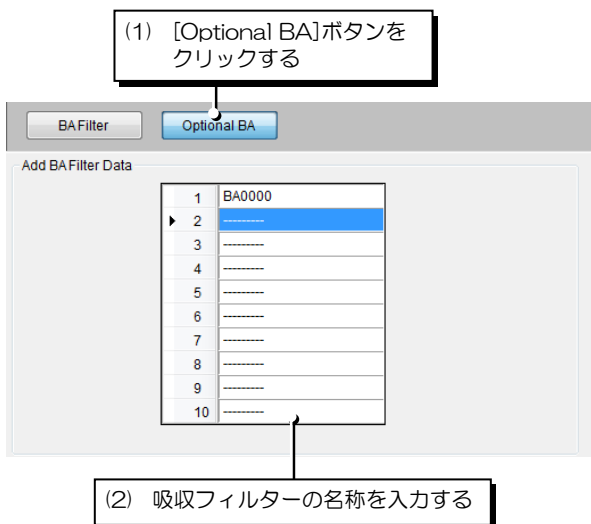 (1) [Optional BA]ボタンを
クリックする
BA Filter Optional BA
Add BA Filter Data
1 BA0000
2 ---------
3 ---------
4 ---------
5 ---------
6 ---------
7 ---------
8 ---------
9 ---------
10 ---------
(2) 吸収フィルターの名称を入力する